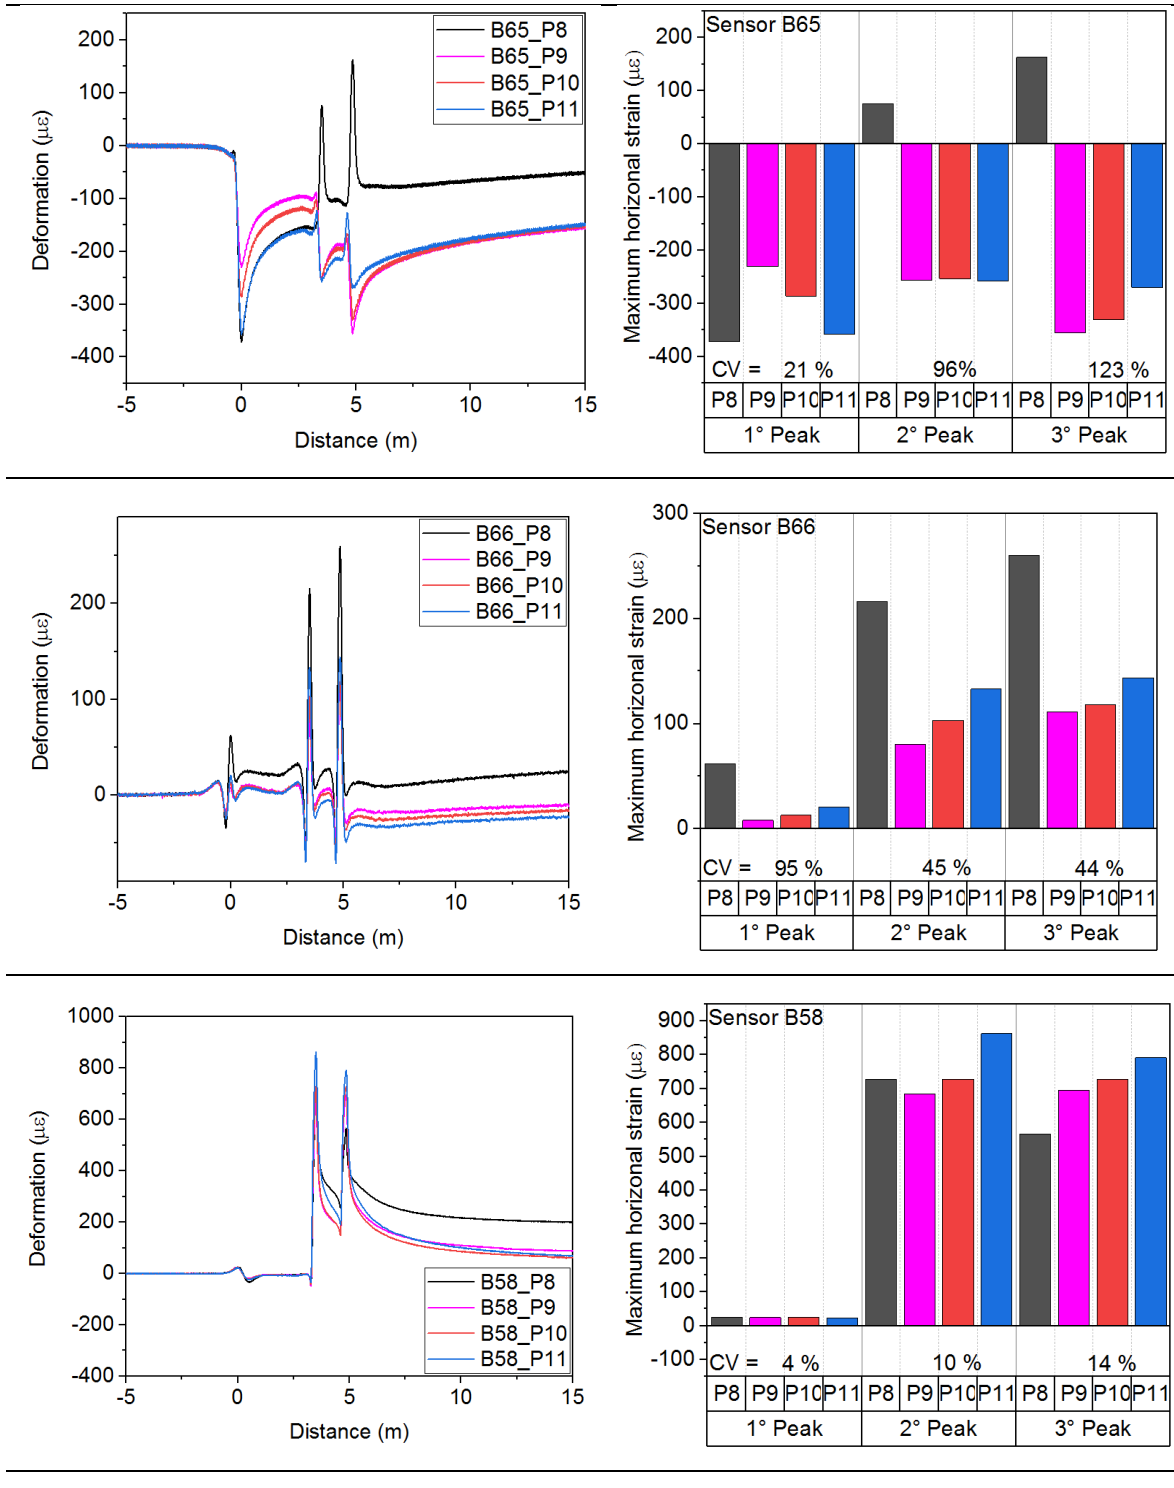 200
100
0
-100
-200
-300
-400
-5
0
5
10
15
Deformation (με)
Distance (m)
B65_P8
B65_P9
B65_P10
B65_P11
Sensor B65
200
100
0
-100
-200
-300
-400
Maximum horizonal strain (με)
CV = 21 % 96% 123 %
P8 P9 P10 P11 P8 P9 P10 P11 P8 P9 P10 P11
1° Peak 2° Peak 3° Peak
200
100
0
-5
0
5
10
15
Deformation (με)
Distance (m)
B66_P8
B66_P9
B66_P10
B66_P11
Sensor B66
300
200
100
0
Maximum horizonal strain (με)
CV = 95 % 45 % 44 %
P8 P9 P10 P11 P8 P9 P10 P11 P8 P9 P10 P11
1° Peak 2° Peak 3° Peak
1000
800
600
400
200
0
-200
-400
-5
0
5
10
15
Deformation (με)
Distance (m)
B58_P8
B58_P9
B58_P10
B58_P11
Sensor B58
900
800
700
600
500
400
300
200
100
0
-100
Maximum horizonal strain (με)
CV = 4 % 10 % 14 %
P8 P9 P10 P11 P8 P9 P10 P11 P8 P9 P10 P11
1° Peak 2° Peak 3° Peak